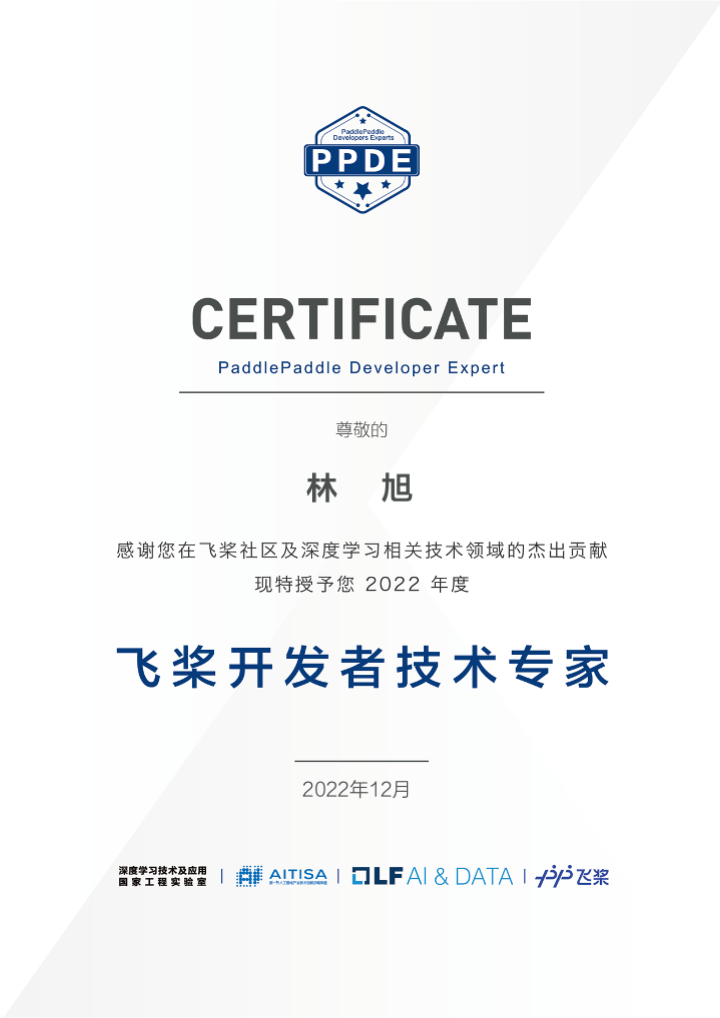 PaddlePaddle
Developers Experts
PPDE
CERTIFICATE
PaddlePaddle Developer Expert
尊敬的
林 旭
感谢您在飞桨社区及深度学习相关技术领域的杰出贡献
现特授予您 2022 年度
飞桨开发者技术专家
2022年12月
深度学习技术及应用
国家工程实验室
AITISA
LF AI & DATA
飞桨